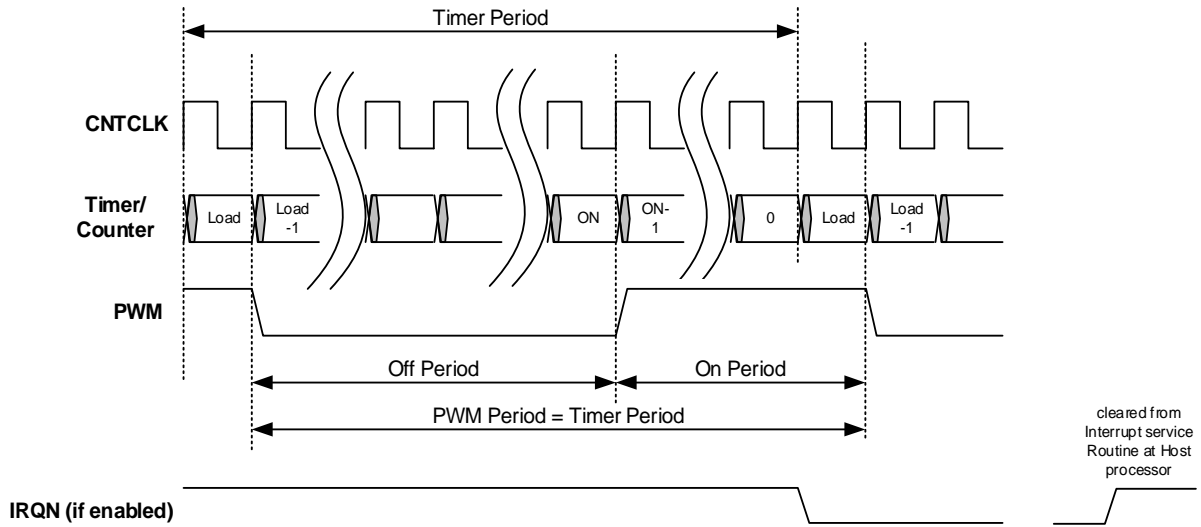 Timer Period
CNTCLK
Timer/
Counter
Load
Load
-1
ON
ON-
1
0
Load
Load
-1
PWM
Off Period
On Period
PWM Period = Timer Period
cleared from
Interrupt service
Routine at Host
processor
IRQN (if enabled)